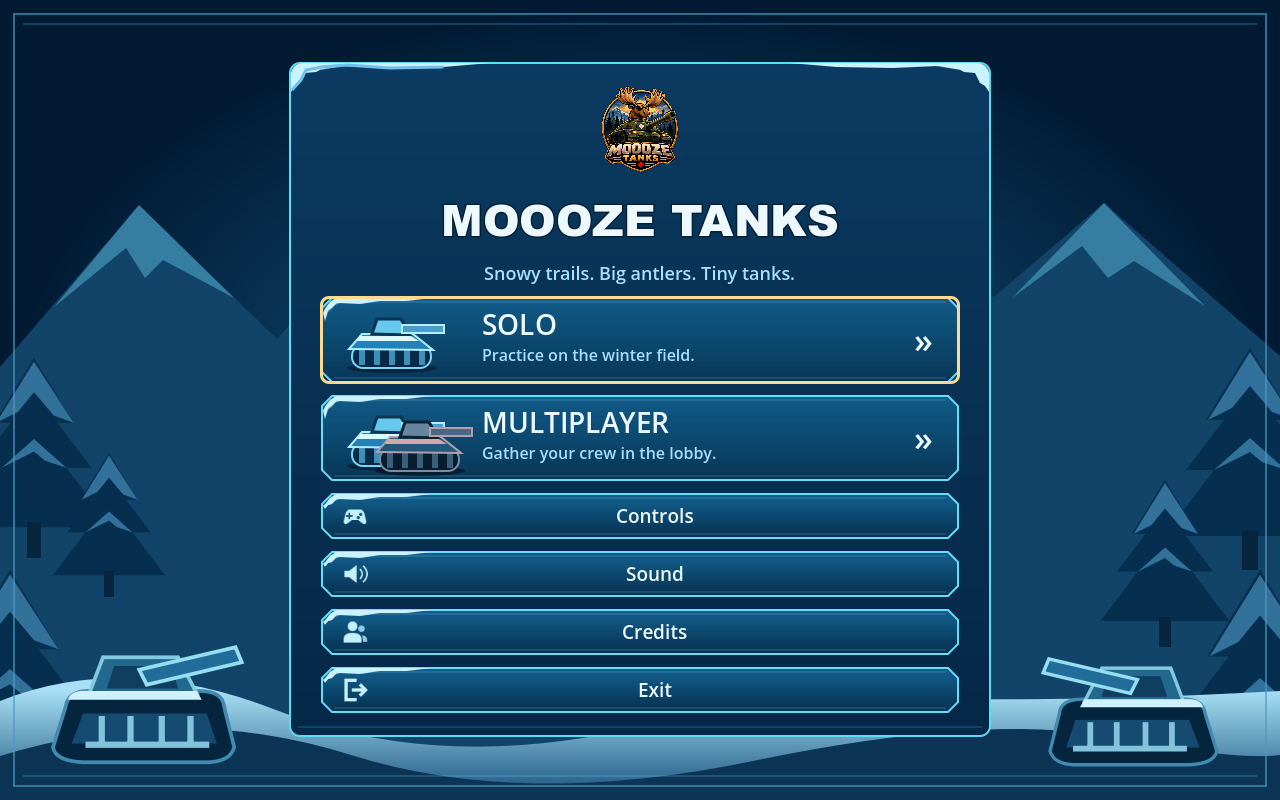 MOOOZE
TANKS
MOOOZE TANKS
Snowy trails. Big antlers. Tiny tanks.
SOLO
Practice on the winter field.
»
MULTIPLAYER
Gather your crew in the lobby.
»
Controls
Sound
Credits
Exit